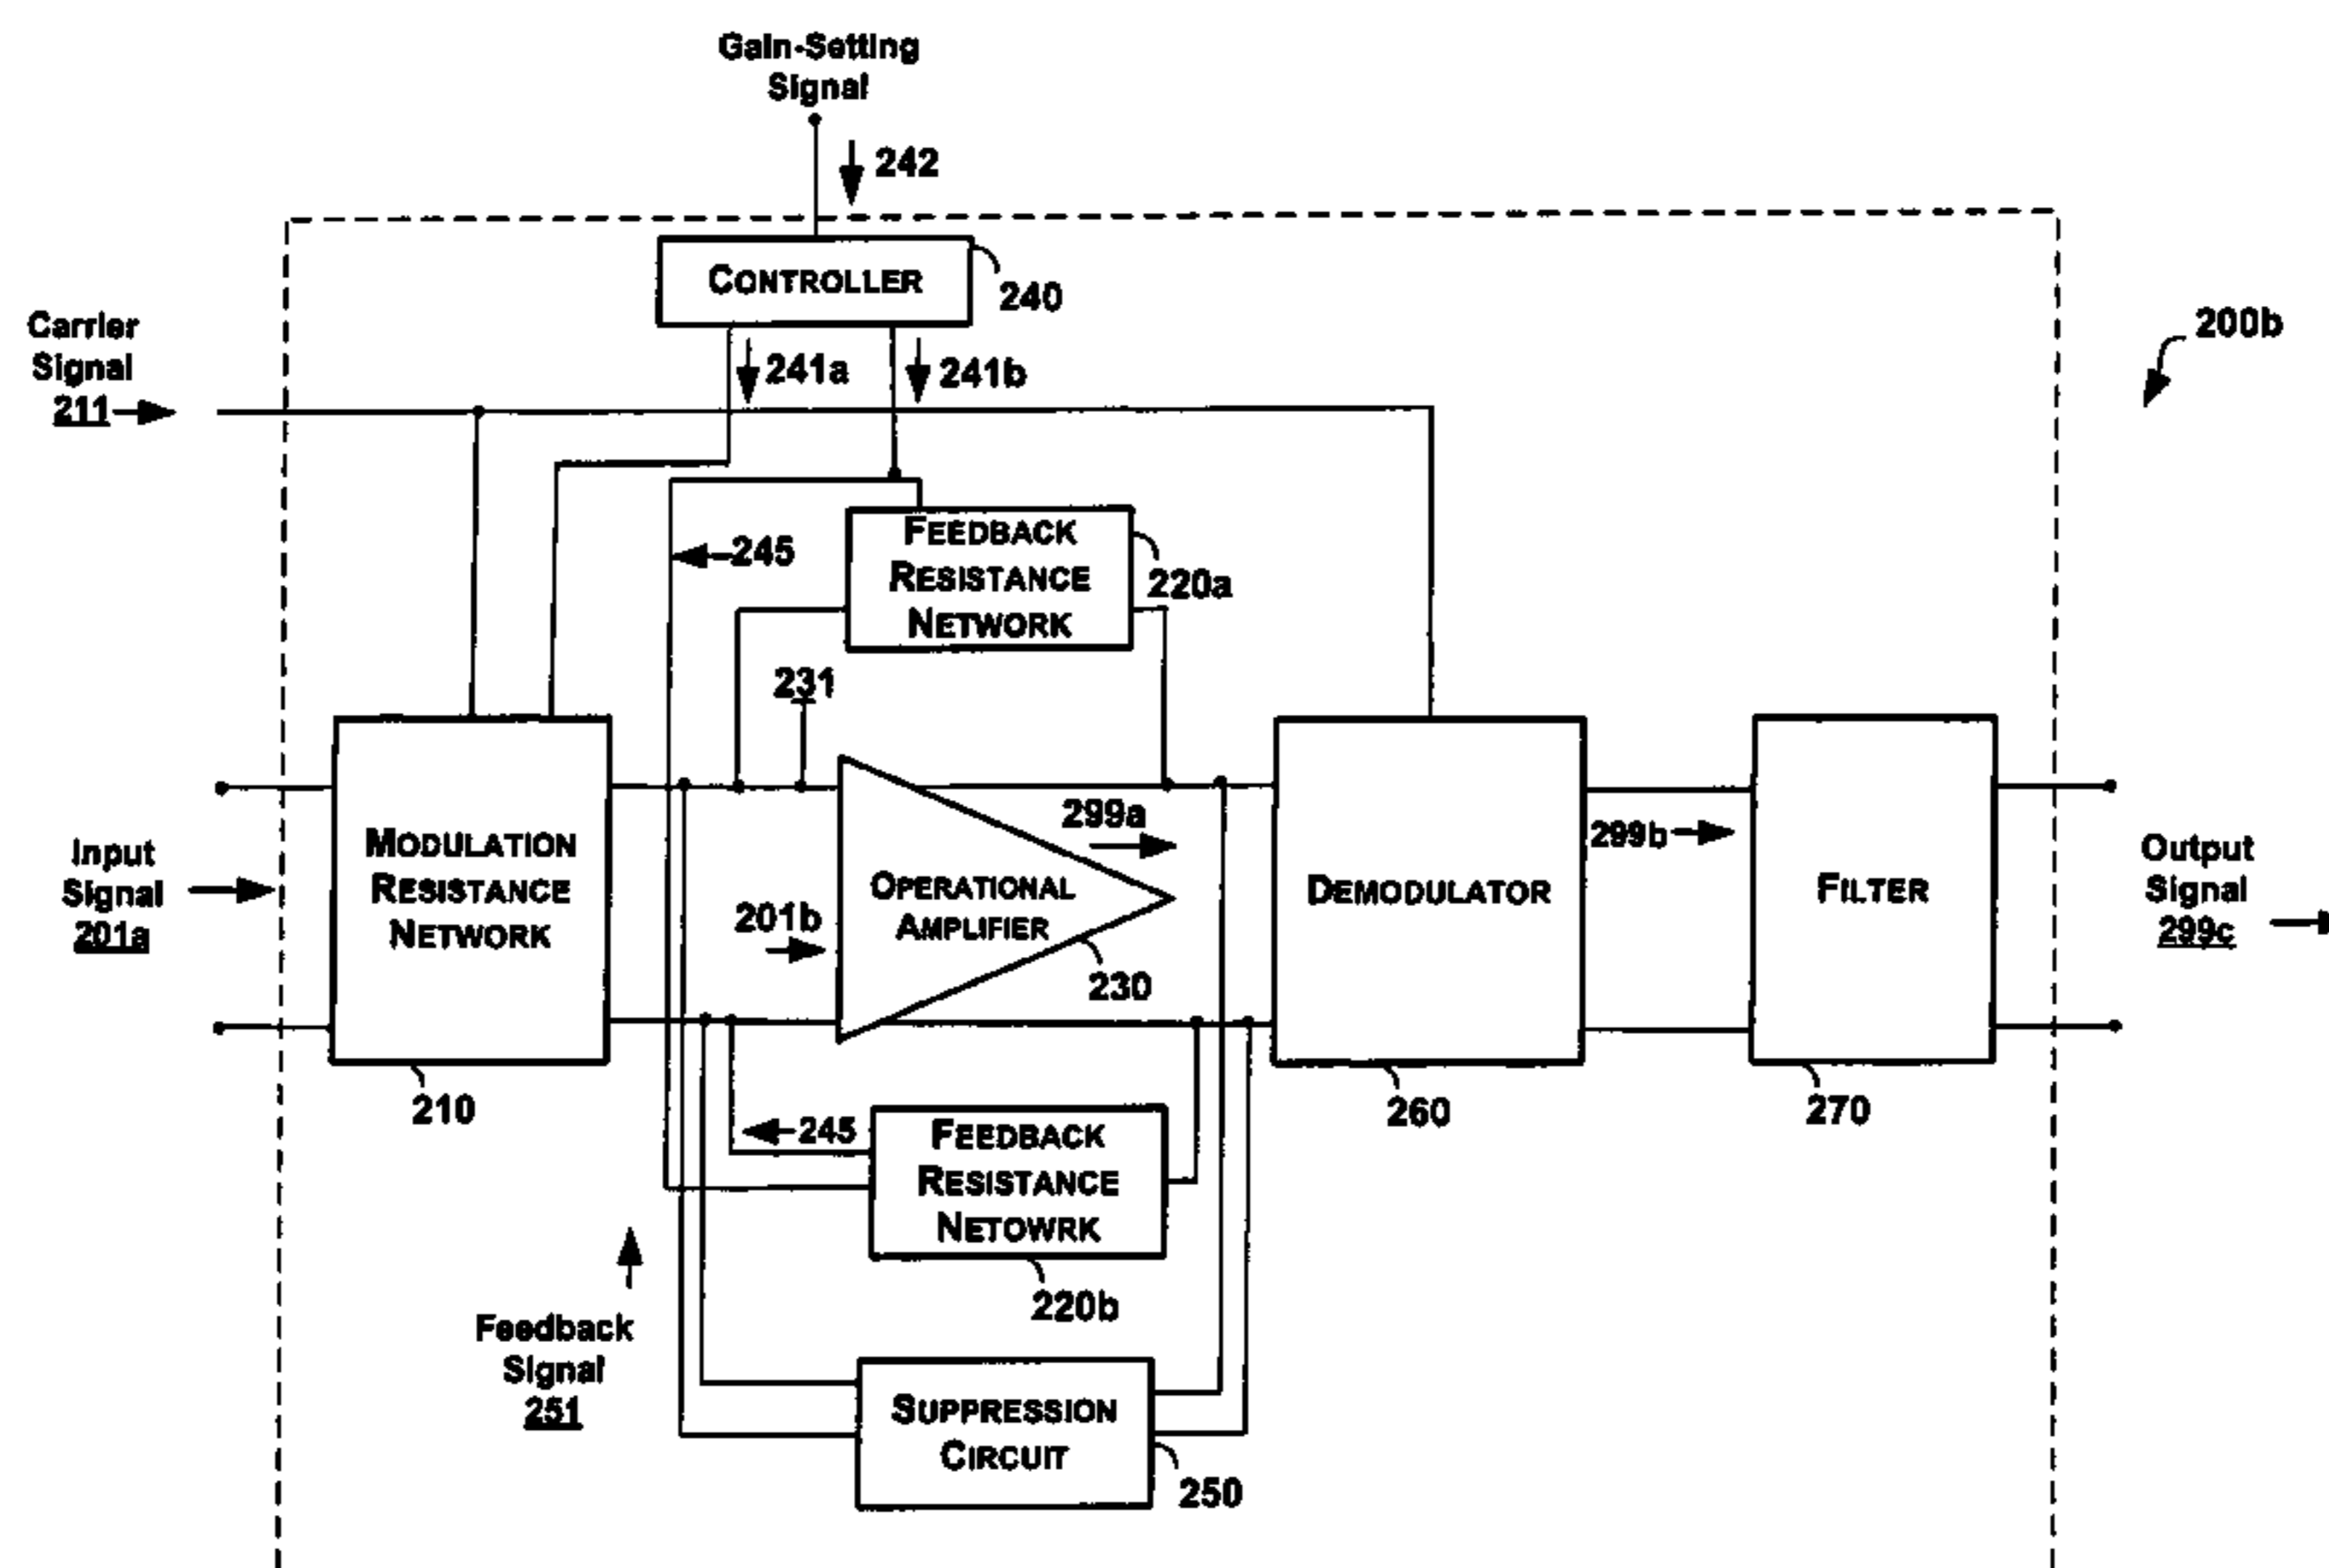 Gain-Setting
Signal
242
CONTROLLER
240
Carrier
Signal
211
241a
241b
200b
FEEDBACK
RESISTANCE
NETWORK
245
220a
231
MODULATION
RESISTANCE
NETWORK
210
Input
Signal
201a
201b
OPERATIONAL
AMPLIFIER
230
299a
DEMODULATOR
260
299b
FILTER
270
Output
Signal
299c
245
FEEDBACK
RESISTANCE
NETOWRK
220b
Feedback
Signal
251
SUPPRESSION
CIRCUIT
250